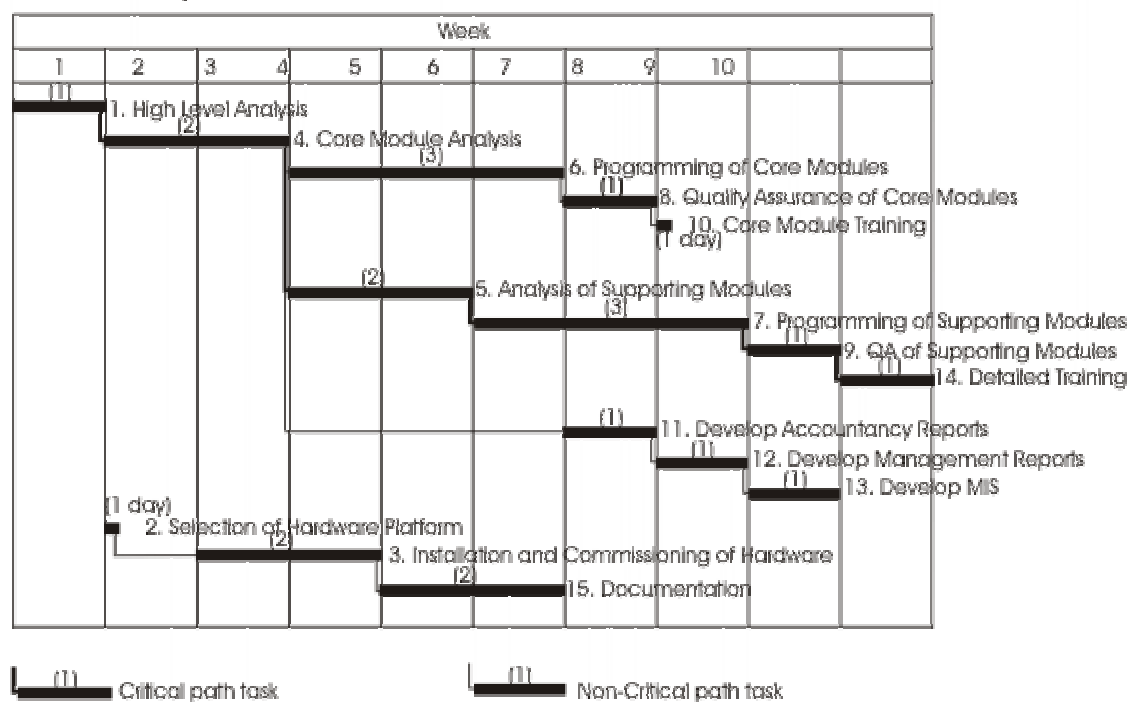 Week
1 2 3 4 5 6 7 8 9 10
(1)
1. High Level Analysis
(2)
4. Core Module Analysis
(3)
6. Programming of Core Modules
(1)
8. Quality Assurance of Core Modules
10. Core Module Training
(1 day)
(2)
5. Analysis of Supporting Modules
(3)
7. Programming of Supporting Modules
(1)
9. QA of Supporting Modules
(1)
14. Detailed Training
(1)
11. Develop Accountancy Reports
(1)
12. Develop Management Reports
(1)
13. Develop MIS
(1 day)
2. Selection of Hardware Platform
(2)
3. Installation and Commissioning of Hardware
(2)
15. Documentation
(1) Critical path task (1) Non-Critical path task